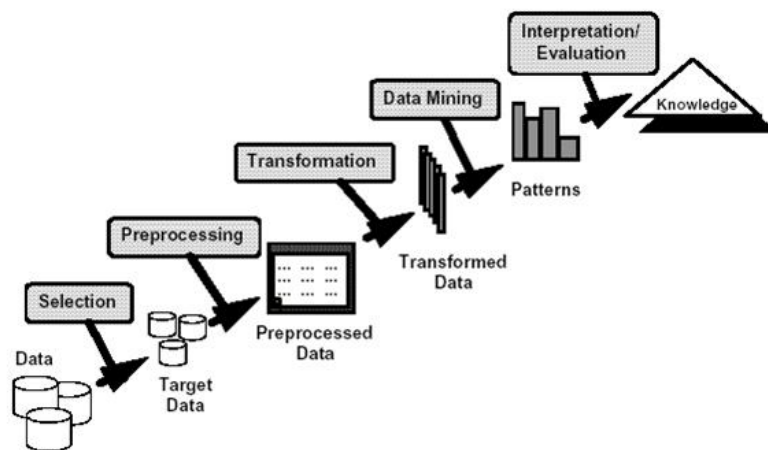 Interpretation/
Evaluation
Data Mining
Knowledge
Transformation
Patterns
Preprocessing
Transformed
Data
Selection
Preprocessed
Data
Data
Target
Data